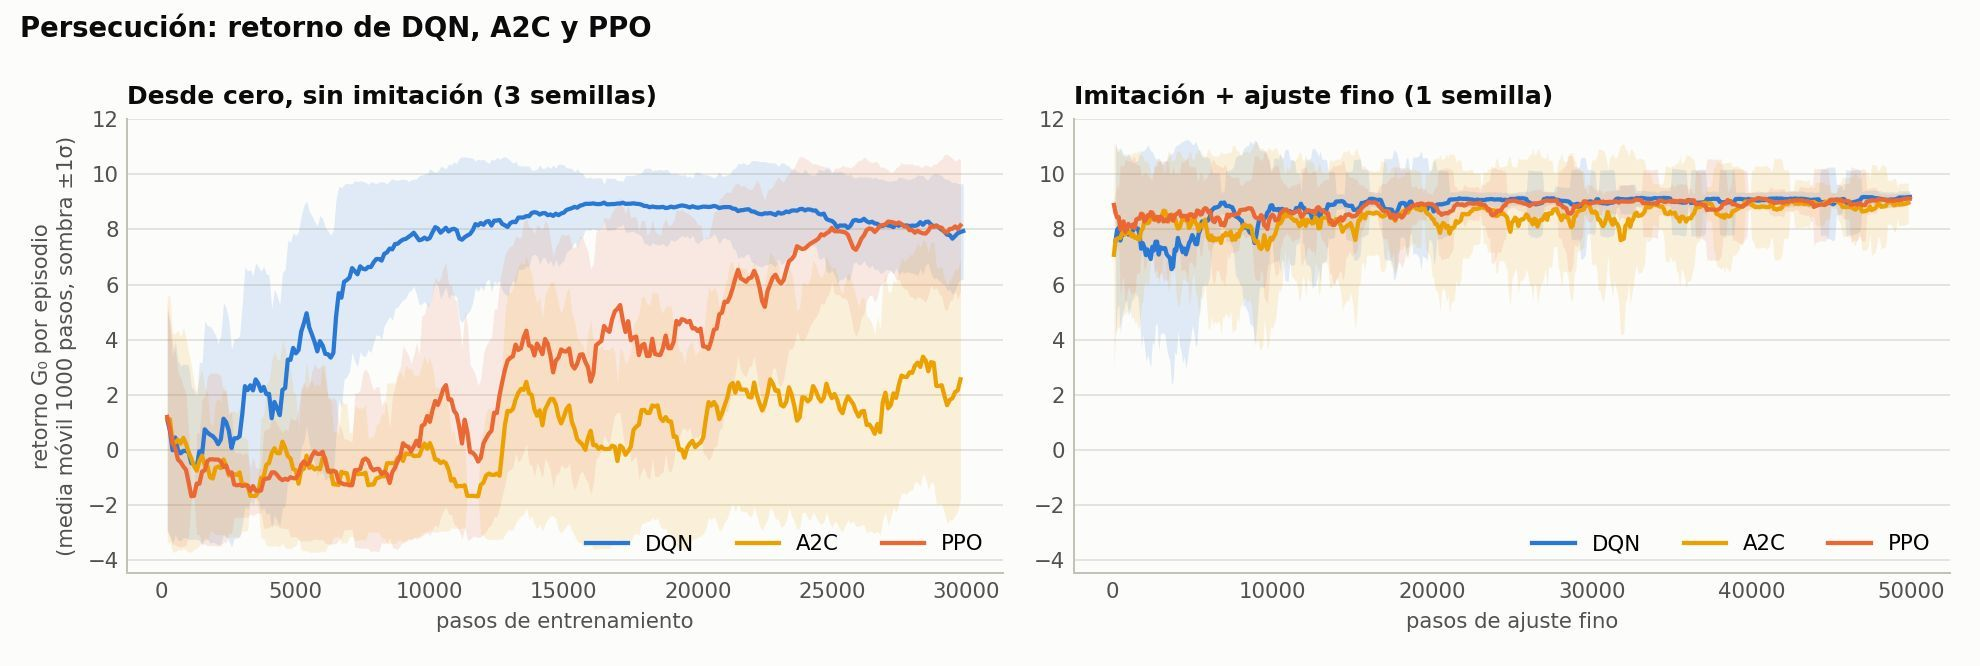 Persecución: retorno de DQN, A2C y PPO
Desde cero, sin imitación (3 semillas)
retorno G₀ por episodio
(media móvil 1000 pasos, sombra ±1σ)
12
10
8
6
4
2
0
−2
−4
DQN
A2C
PPO
0
5000
10000
15000
20000
25000
30000
pasos de entrenamiento
Imitación + ajuste fino (1 semilla)
12
10
8
6
4
2
0
−2
−4
DQN
A2C
PPO
0
10000
20000
30000
40000
50000
pasos de ajuste fino